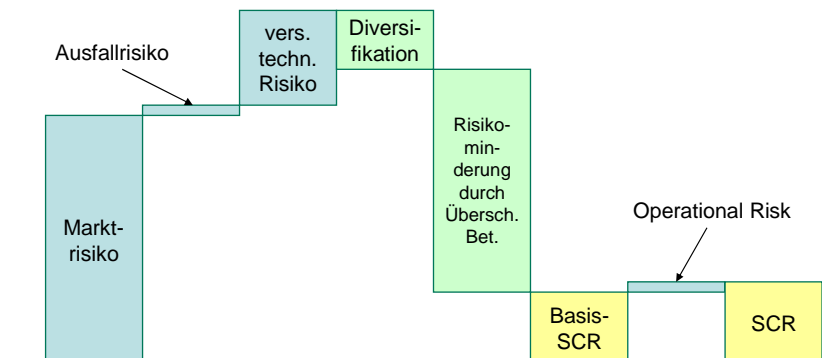 Ausfallrisiko
vers.
techn.
Risiko
Diversi-
fikation
Markt-
risiko
Risiko-
min-
derung
durch
Übersch.
Bet.
Basis-
SCR
Operational Risk
SCR